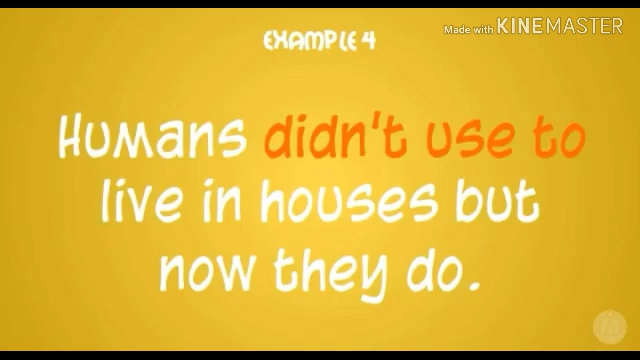 EXAMPLE 4
Made with KINEMASTER
Humans didn't use to
live in houses but
now they do.